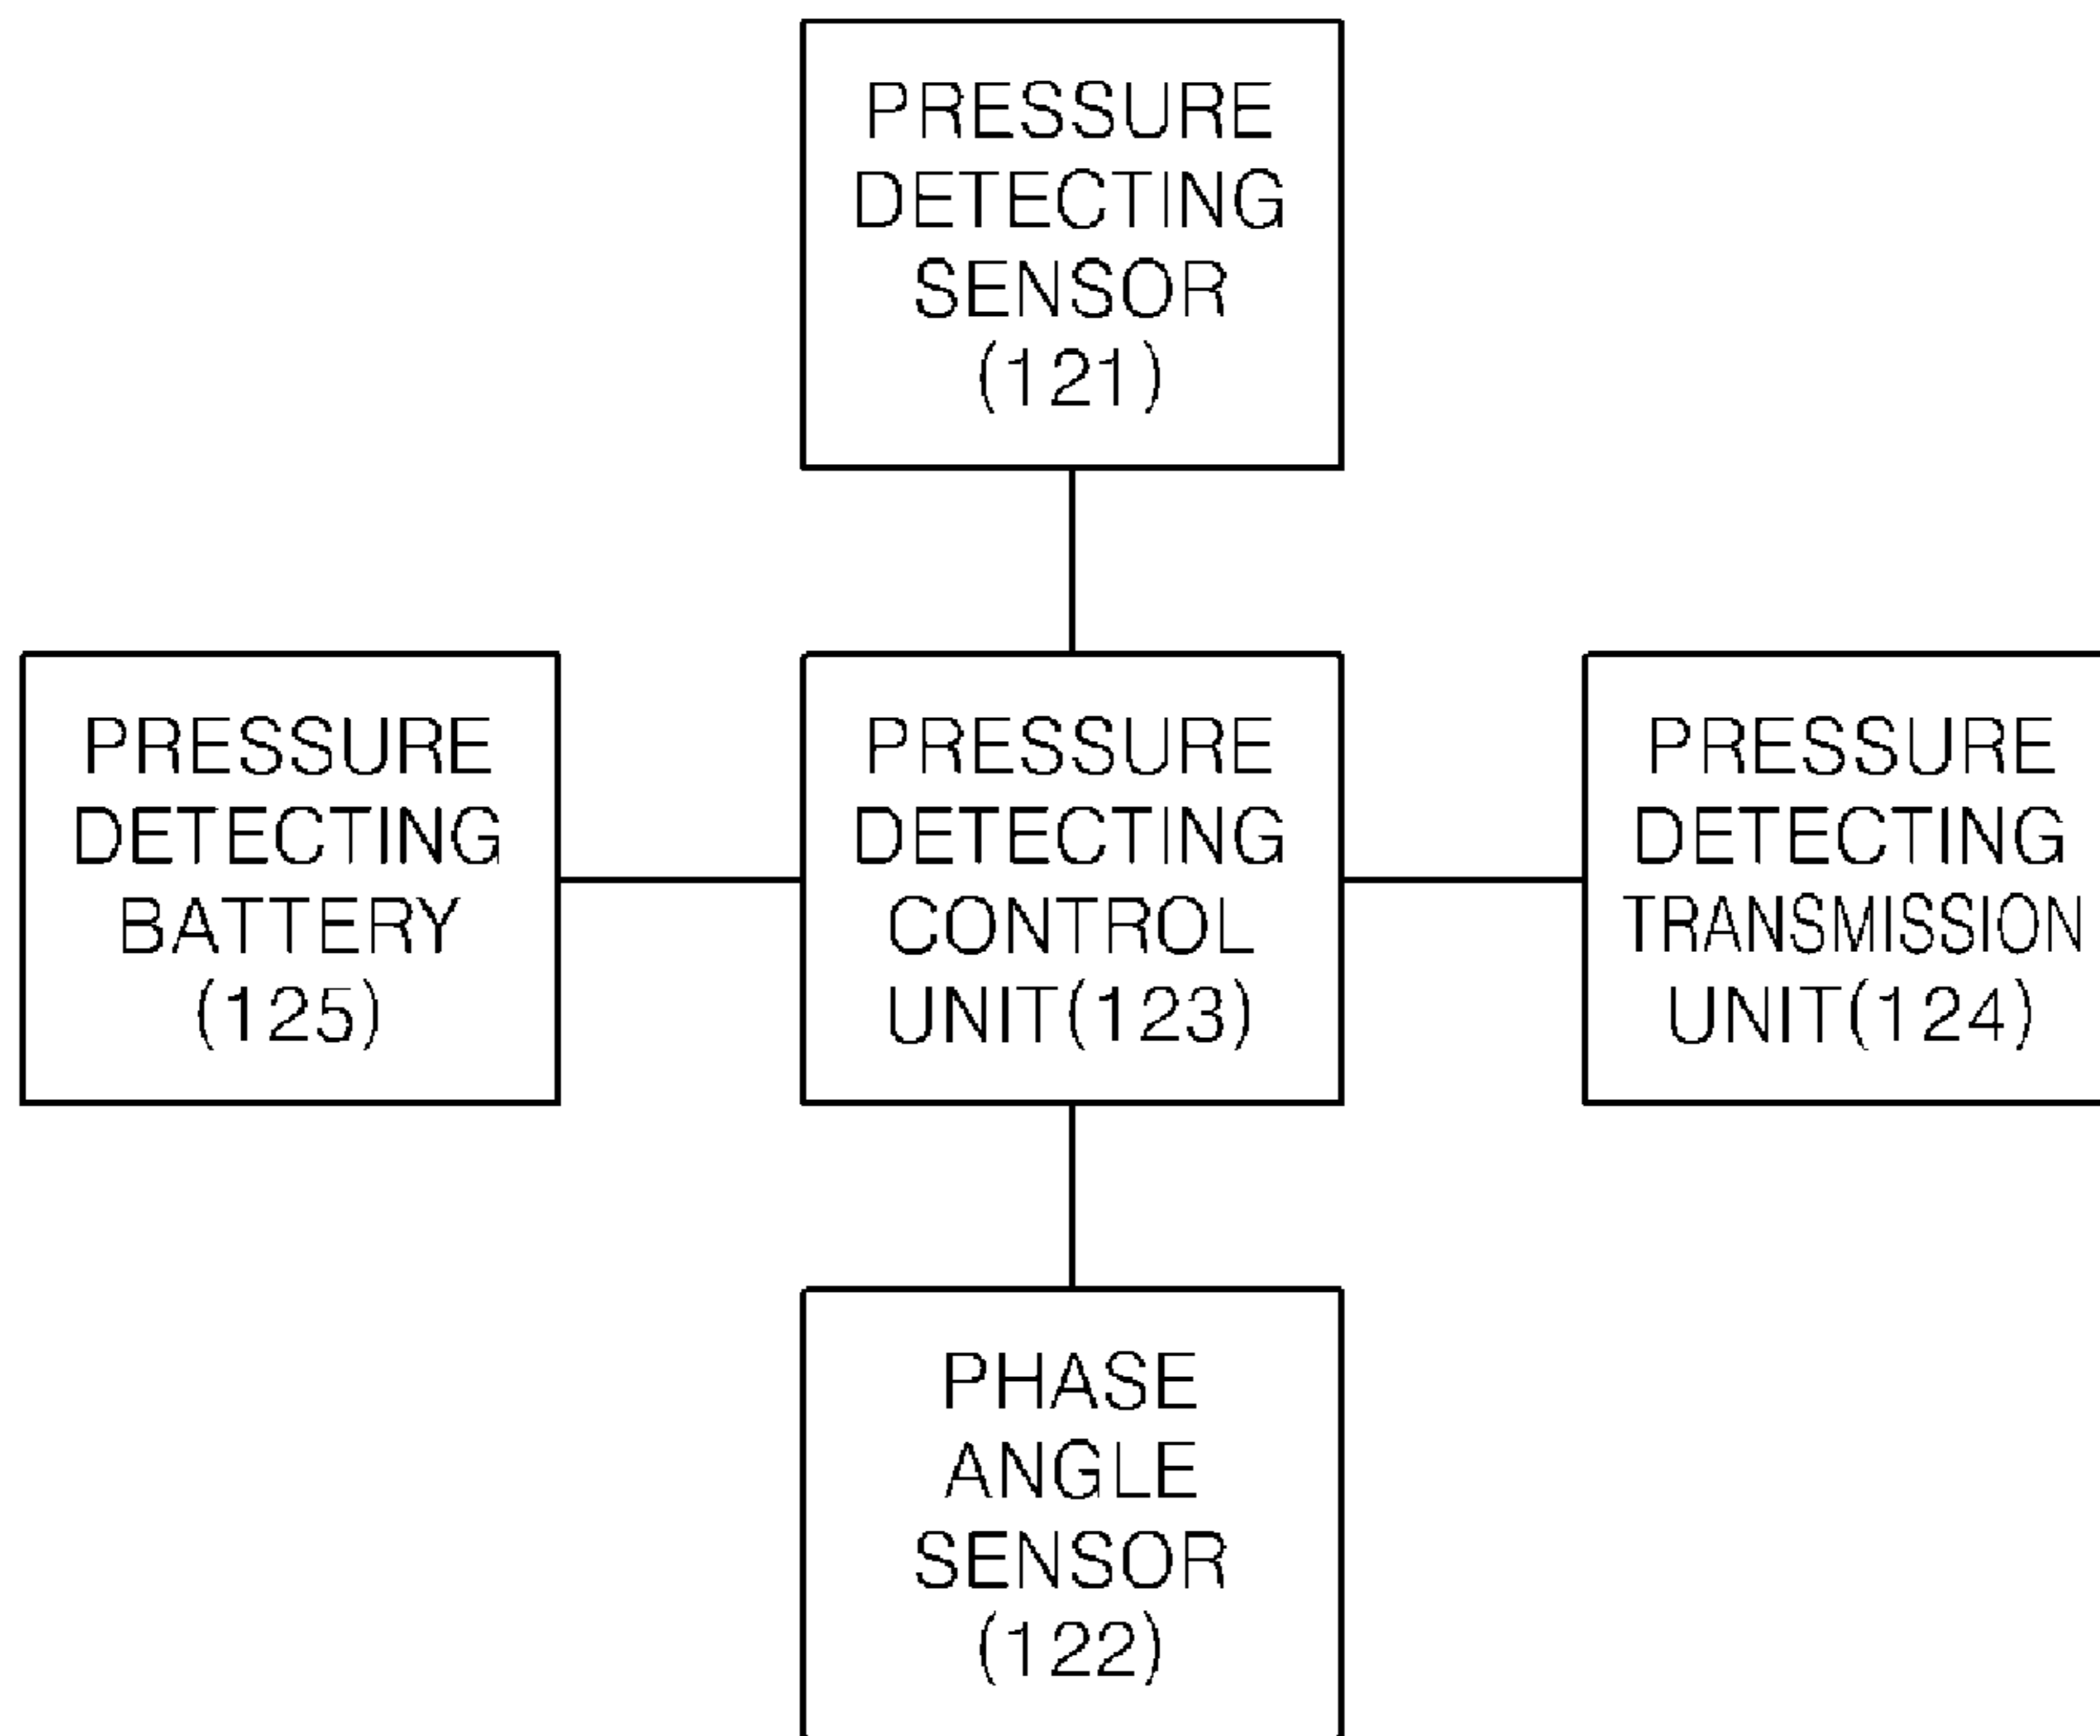 PRESSURE
DETECTING
SENSOR
(121)
PRESSURE
DETECTING
BATTERY
(125)
PRESSURE
DETECTING
CONTROL
UNIT(123)
PRESSURE
DETECTING
TRANSMISSION
UNIT(124)
PHASE
ANGLE
SENSOR
(122)